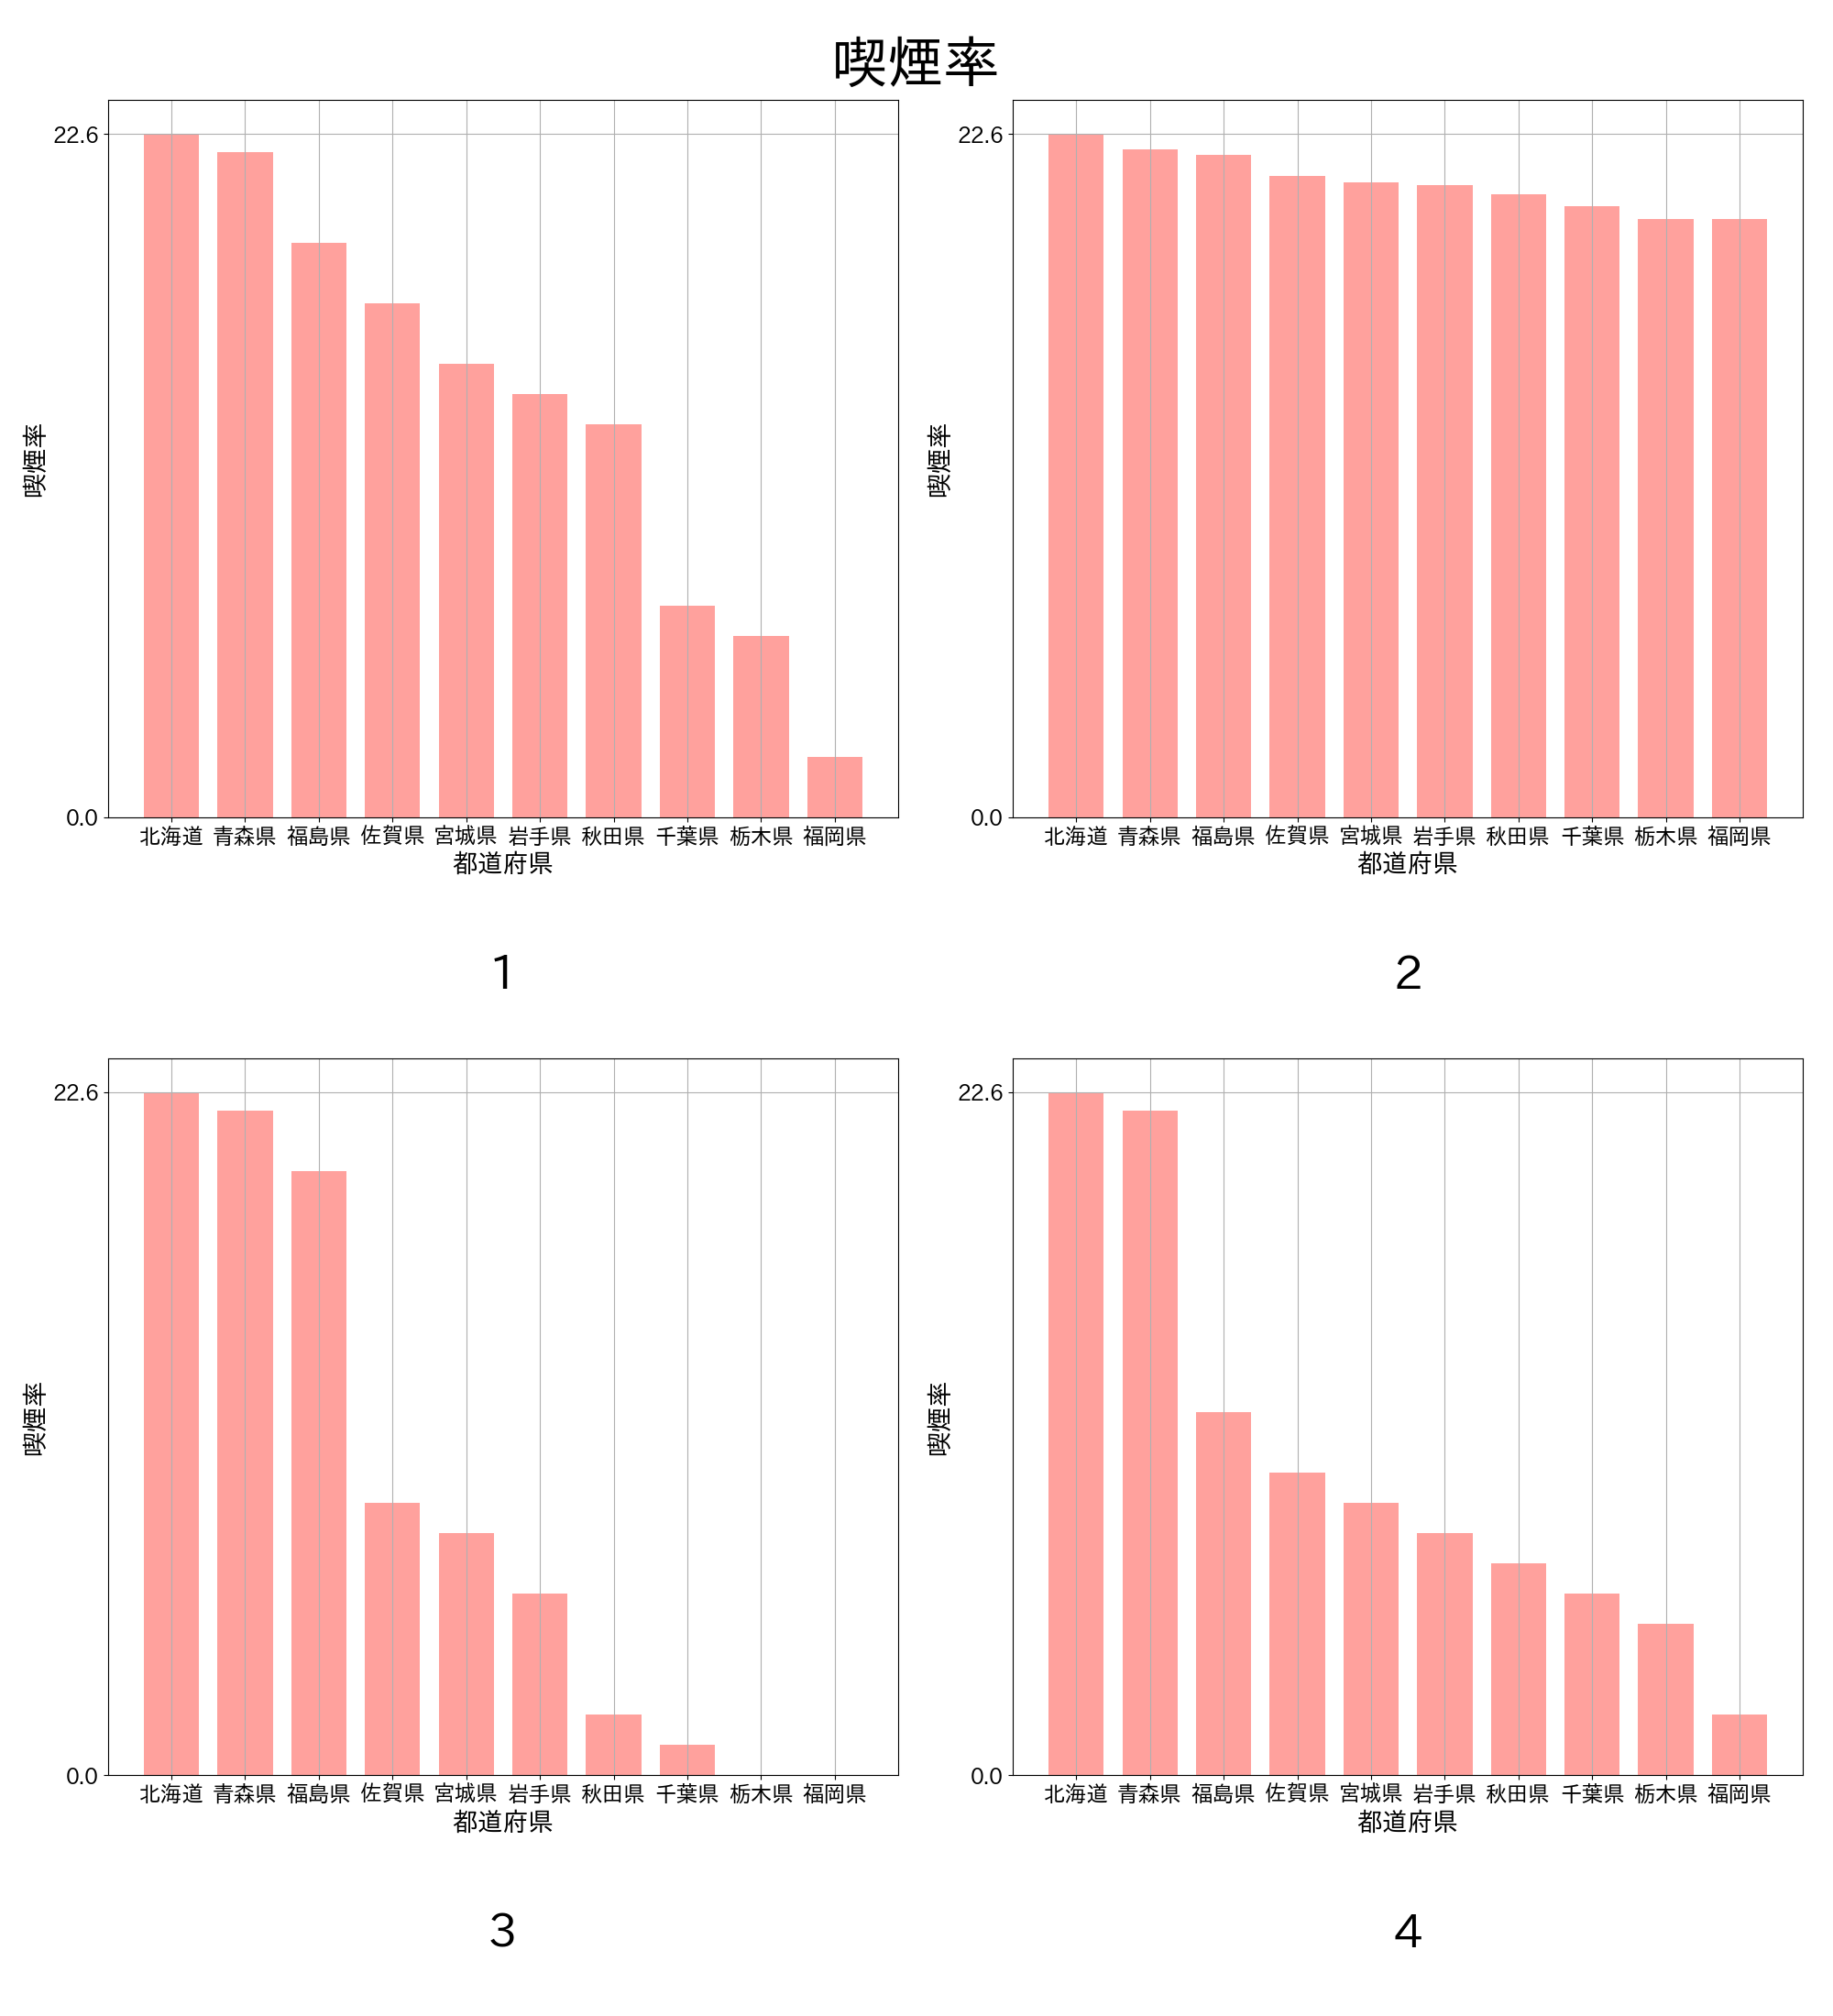 喫煙率
22.6
喫煙率
0.0
北海道 青森県 福島県 佐賀県 宮城県 岩手県 秋田県 千葉県 栃木県 福岡県
都道府県
1
22.6
喫煙率
0.0
北海道 青森県 福島県 佐賀県 宮城県 岩手県 秋田県 千葉県 栃木県 福岡県
都道府県
2
22.6
喫煙率
0.0
北海道 青森県 福島県 佐賀県 宮城県 岩手県 秋田県 千葉県 栃木県 福岡県
都道府県
3
22.6
喫煙率
0.0
北海道 青森県 福島県 佐賀県 宮城県 岩手県 秋田県 千葉県 栃木県 福岡県
都道府県
4